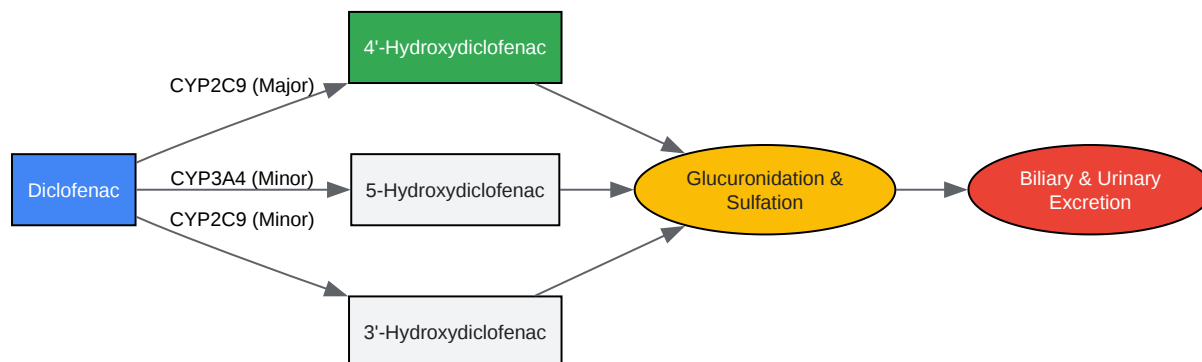 4'-Hydroxydiclofenac
CYP2C9 (Major)
Diclofenac
CYP3A4 (Minor)
5-Hydroxydiclofenac
Glucuronidation &
Sulfation
Biliary & Urinary
Excretion
CYP2C9 (Minor)
3'-Hydroxydiclofenac